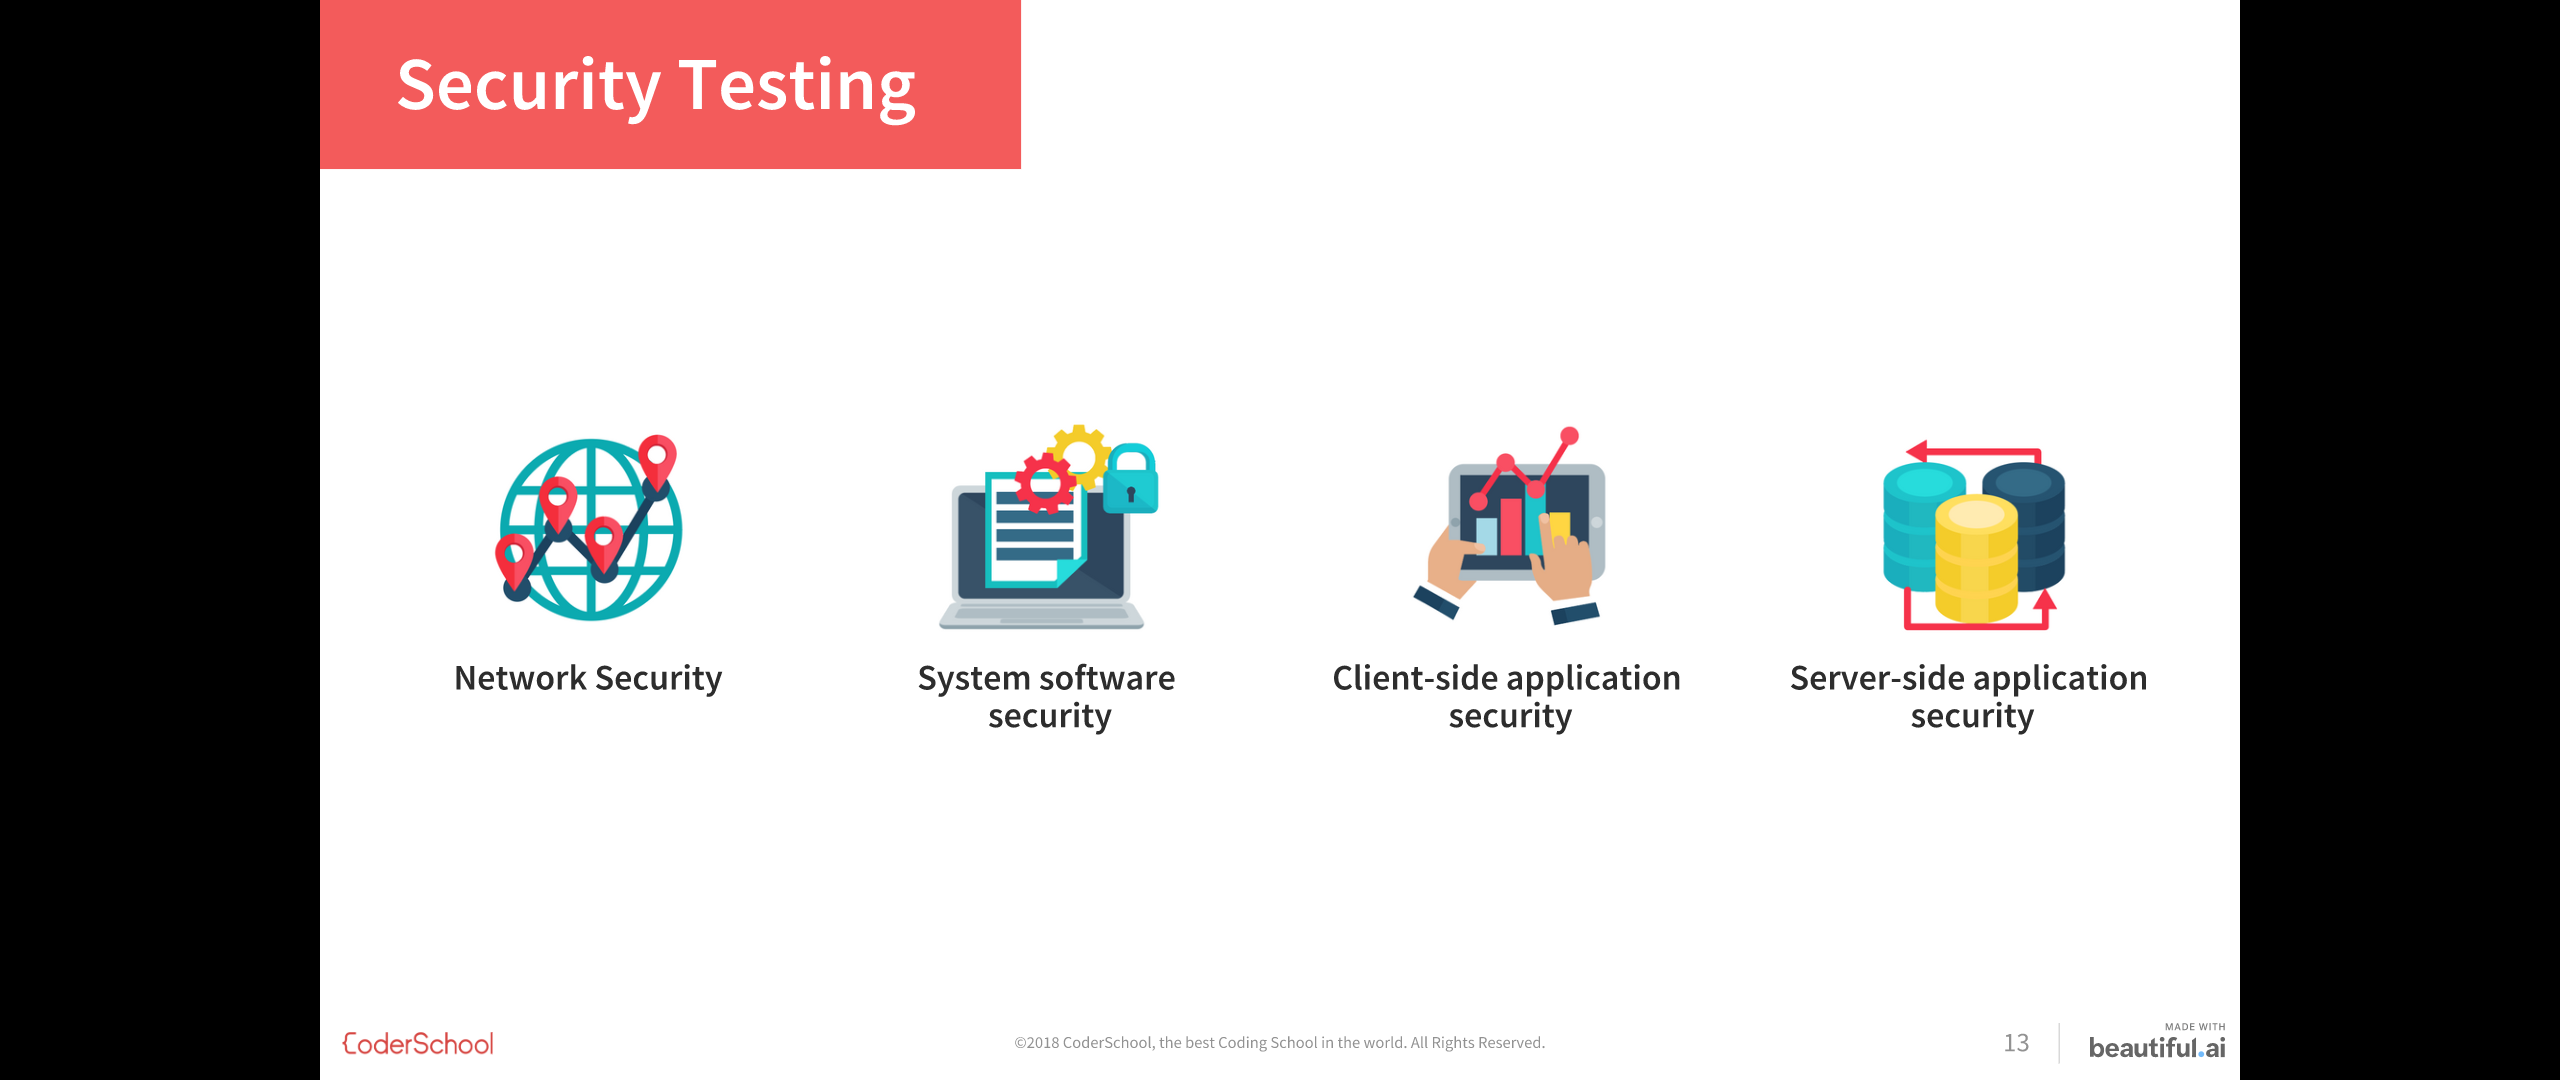 Security Testing
Network Security
System software
security
Client-side application
security
Server-side application
security
CoderSchool
©2018 CoderSchool, the best Coding School in the world. All Rights Reserved.
13
MADE WITH
beautiful.ai